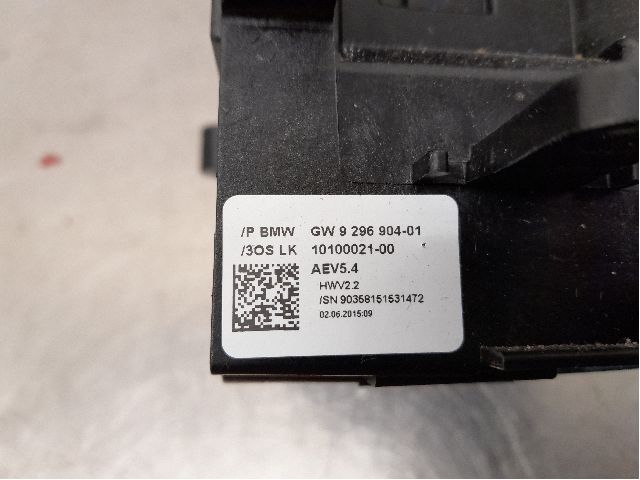 /P BMW GW 9 296 904-01
/3OS LK 10100021-00
AEV5.4
HWV2.2
/SN 90358151531472
02.06.2015:09